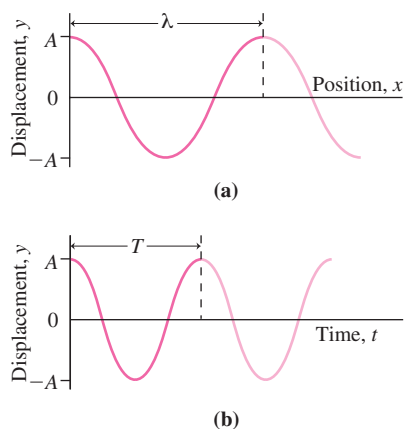 λ
Displacement, y
A
0
−A
Position, x
(a)
T
Displacement, y
A
0
−A
Time, t
(b)